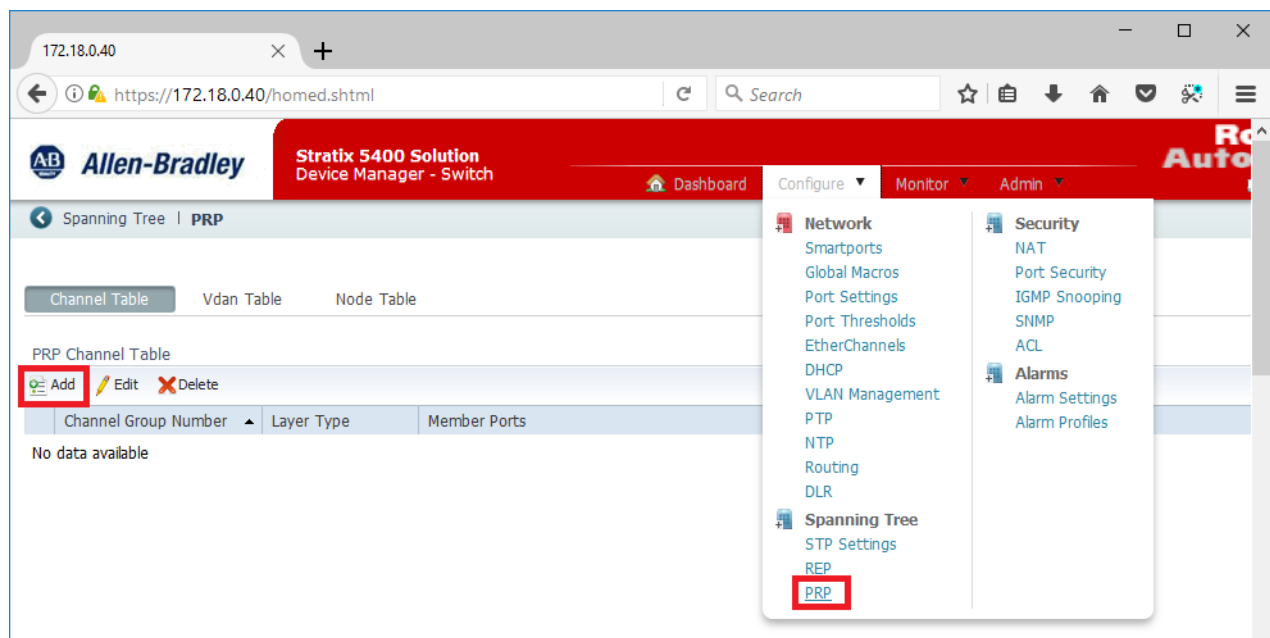 172.18.0.40
https://172.18.0.40/homed.shtml
Search
AB Allen-Bradley
Stratix 5400 Solution
Device Manager - Switch
Dashboard Configure Monitor Admin
Spanning Tree | PRP
Channel Table Vdan Table Node Table
PRP Channel Table
Add Edit Delete
Channel Group Number Layer Type Member Ports
No data available
Network
Smartports
Global Macros
Port Settings
Port Thresholds
EtherChannels
DHCP
VLAN Management
PTP
NTP
Routing
DLR
Spanning Tree
STP Settings
REP
PRP
Security
NAT
Port Security
IGMP Snooping
SNMP
ACL
Alarms
Alarm Settings
Alarm Profiles